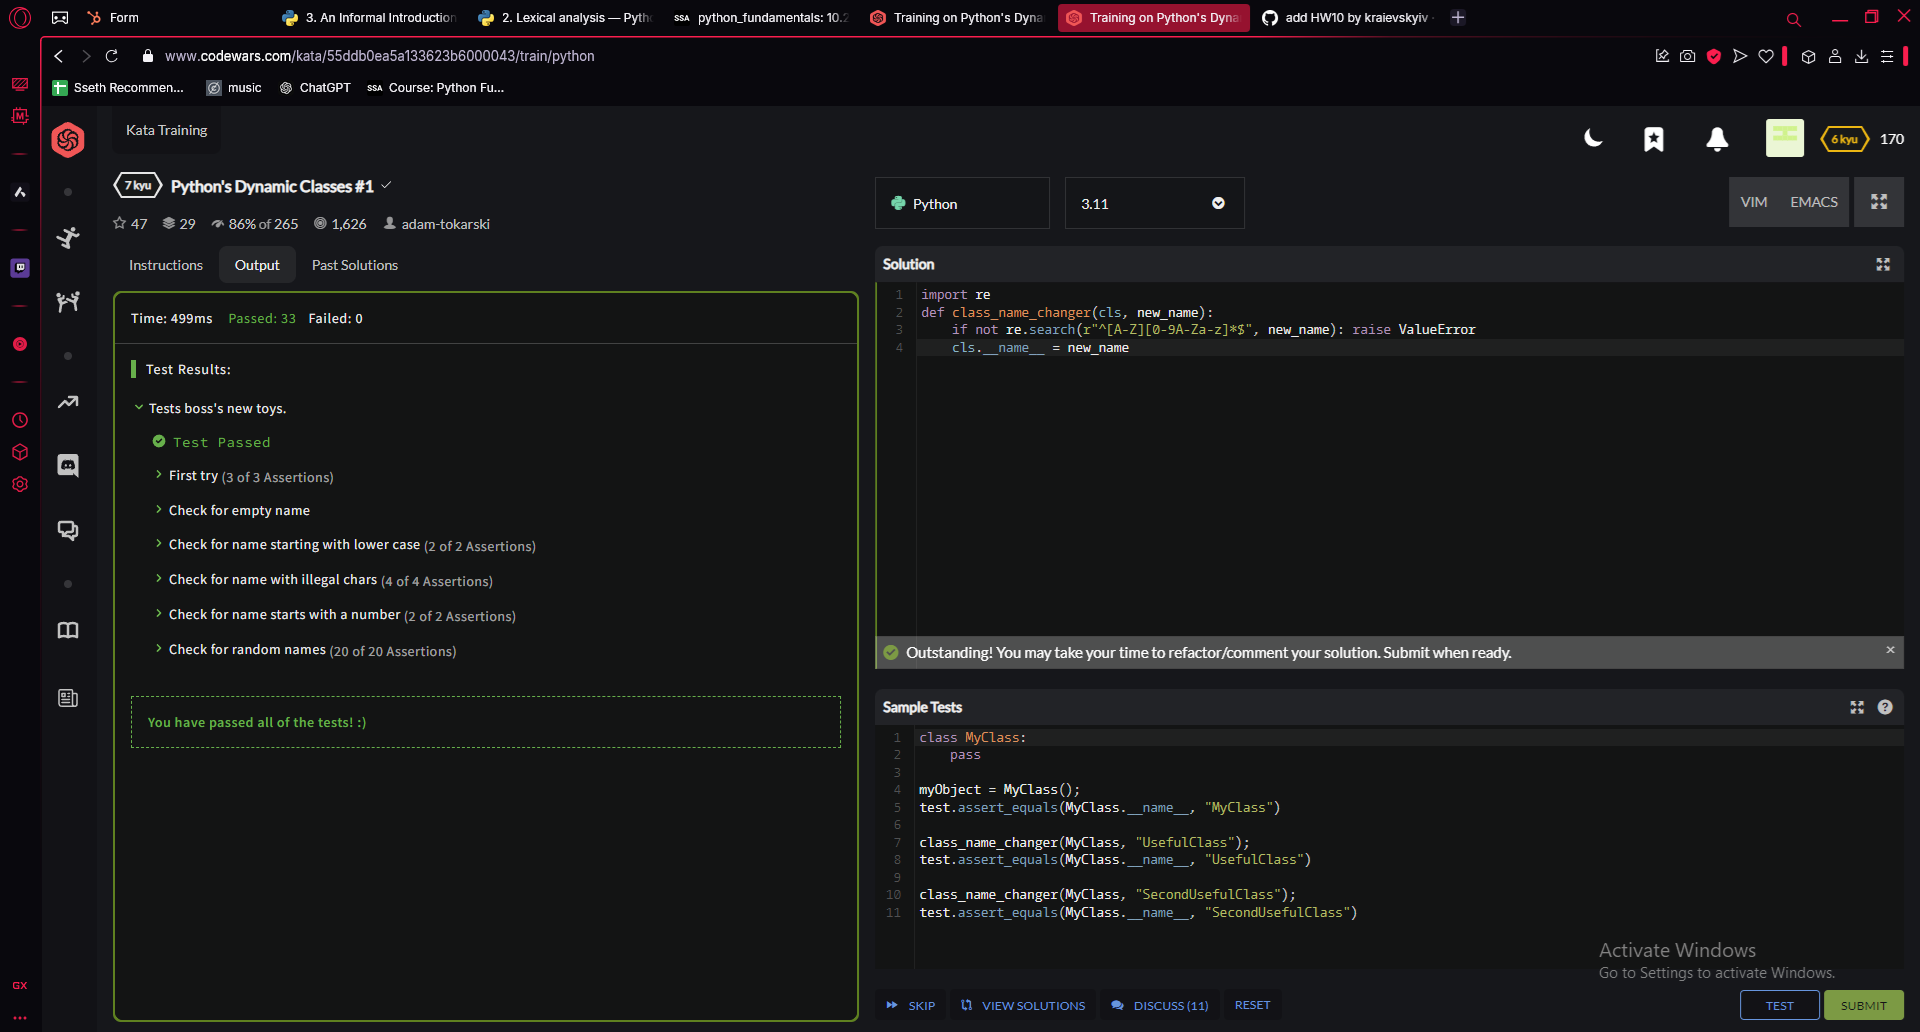 Form
3. An Informal Introduction
2. Lexical analysis — Pyth
SSA python_fundamentals: 10.2
Training on Python's Dyna
Training on Python's Dyna
add HW10 by kraievskyiv
www.codewars.com/kata/55ddb0ea5a133623b6000043/train/python
Sseth Recommen...
music
ChatGPT
SSA Course: Python Fu...
Kata Training
6 kyu 170
7 kyu Python's Dynamic Classes #1
47 29 86% of 265 1,626 adam-tokarski
Python
3.11
VIM EMACS
Instructions Output Past Solutions
Time: 499ms Passed: 33 Failed: 0
Test Results:
Tests boss's new toys.
Test Passed
First try (3 of 3 Assertions)
Check for empty name
Check for name starting with lower case (2 of 2 Assertions)
Check for name with illegal chars (4 of 4 Assertions)
Check for name starts with a number (2 of 2 Assertions)
Check for random names (20 of 20 Assertions)
You have passed all of the tests! :)
Solution
1 import re
2 def class_name_changer(cls, new_name):
3 if not re.search(r"^[A-Z][0-9A-Za-z]*$", new_name): raise ValueError
4 cls.__name__ = new_name
Outstanding! You may take your time to refactor/comment your solution. Submit when ready.
Sample Tests
1 class MyClass:
2 pass
3
4 myObject = MyClass();
5 test.assert_equals(MyClass.__name__, "MyClass")
6
7 class_name_changer(MyClass, "UsefulClass");
8 test.assert_equals(MyClass.__name__, "UsefulClass")
9
10 class_name_changer(MyClass, "SecondUsefulClass");
11 test.assert_equals(MyClass.__name__, "SecondUsefulClass")
Activate Windows
Go to Settings to activate Windows.
GX
SKIP VIEW SOLUTIONS DISCUSS (11) RESET
TEST SUBMIT